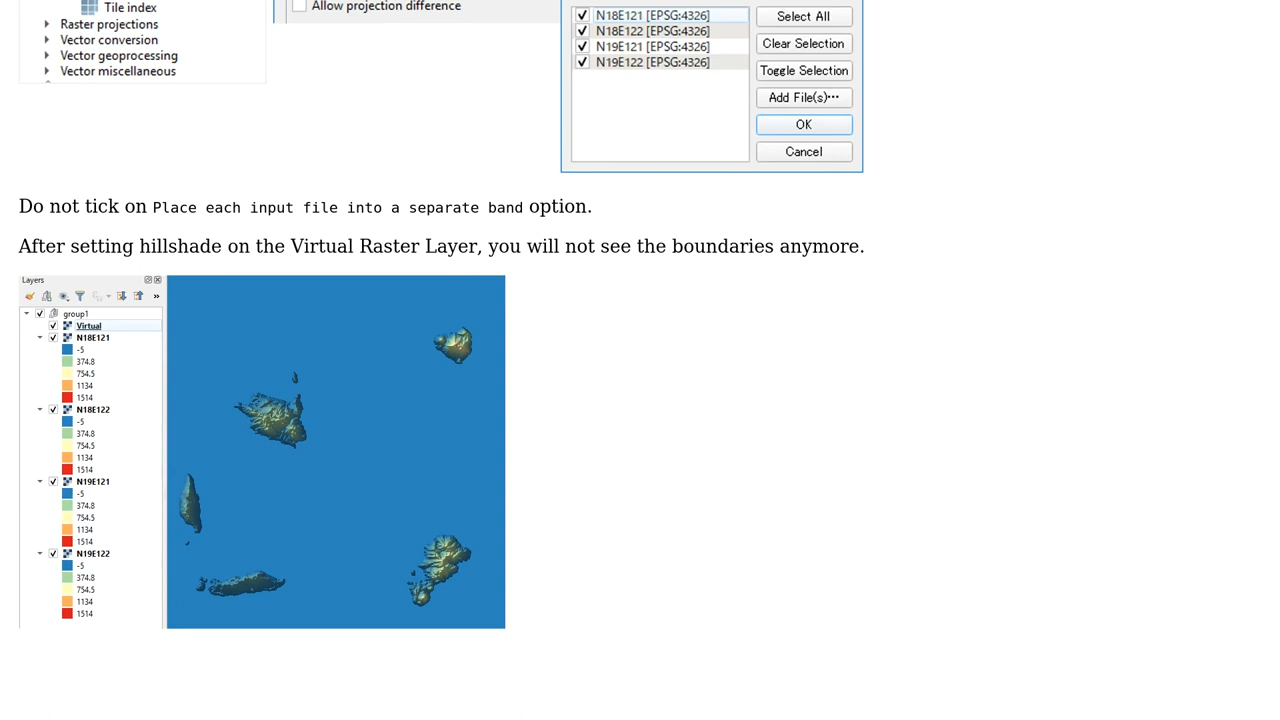 Tile index
Raster projections
Vector conversion
Vector geoprocessing
Vector miscellaneous
Allow projection difference
N18E121 [EPSG:4326]
N18E122 [EPSG:4326]
N19E121 [EPSG:4326]
N19E122 [EPSG:4326]
Select All
Clear Selection
Toggle Selection
Add File(s)…
OK
Cancel
Do not tick on Place each input file into a separate band option.
After setting hillshade on the Virtual Raster Layer, you will not see the boundaries anymore.
Layers
»
group1
Virtual
N18E121
-5
374.8
754.5
1134
1514
N18E122
-5
374.8
754.5
1134
1514
N19E121
-5
374.8
754.5
1134
1514
N19E122
-5
374.8
754.5
1134
1514